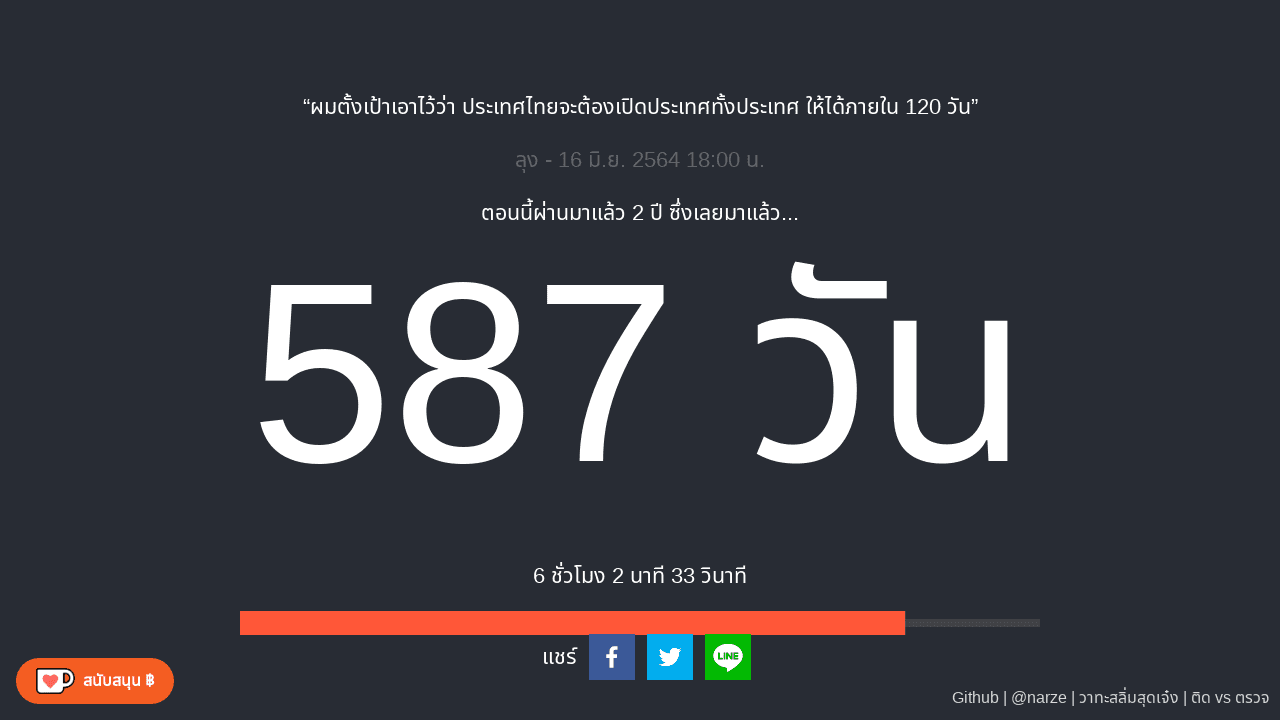 “ผมตั้งเป้าเอาไว้ว่า ประเทศไทยจะต้องเปิดประเทศทั้งประเทศ ให้ได้ภายใน 120 วัน”
ลุง - 16 มิ.ย. 2564 18:00 น.
ตอนนี้ผ่านมาแล้ว 2 ปี ซึ่งเลยมาแล้ว...
587 วัน
6 ชั่วโมง 2 นาที 33 วินาที
แชร์
LINE
สนับสนุน ฿
Github | @narze | วาทะสลิ่มสุดเจ๋ง | ติด vs ตรวจ